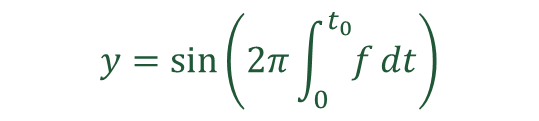 y = sin(2π ∫₀^{t₀} f dt)